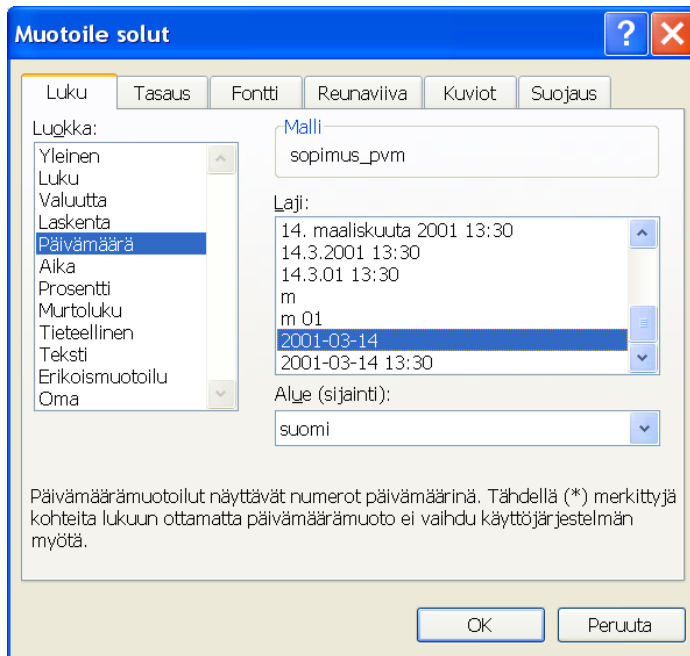 Muotoile solut
Luku Tasaus Fontti Reunaviiva Kuviot Suojaus
Luokka:
Yleinen
Luku
Valuutta
Laskenta
Päivämäärä
Aika
Prosentti
Murtoluku
Tieteellinen
Teksti
Erikoismuotoilu
Oma
Malli
sopimus_pvm
Laji:
14. maaliskuuta 2001 13:30
14.3.2001 13:30
14.3.01 13:30
m
m 01
2001-03-14
2001-03-14 13:30
Alue (sijainti):
suomi
Päivämäärämuotoilut näyttävät numerot päivämäärinä. Tähdellä (*) merkittyjä
kohteita lukuun ottamatta päivämäärämuoto ei vaihdu käyttöjärjestelmän
myötä.
OK Peruuta